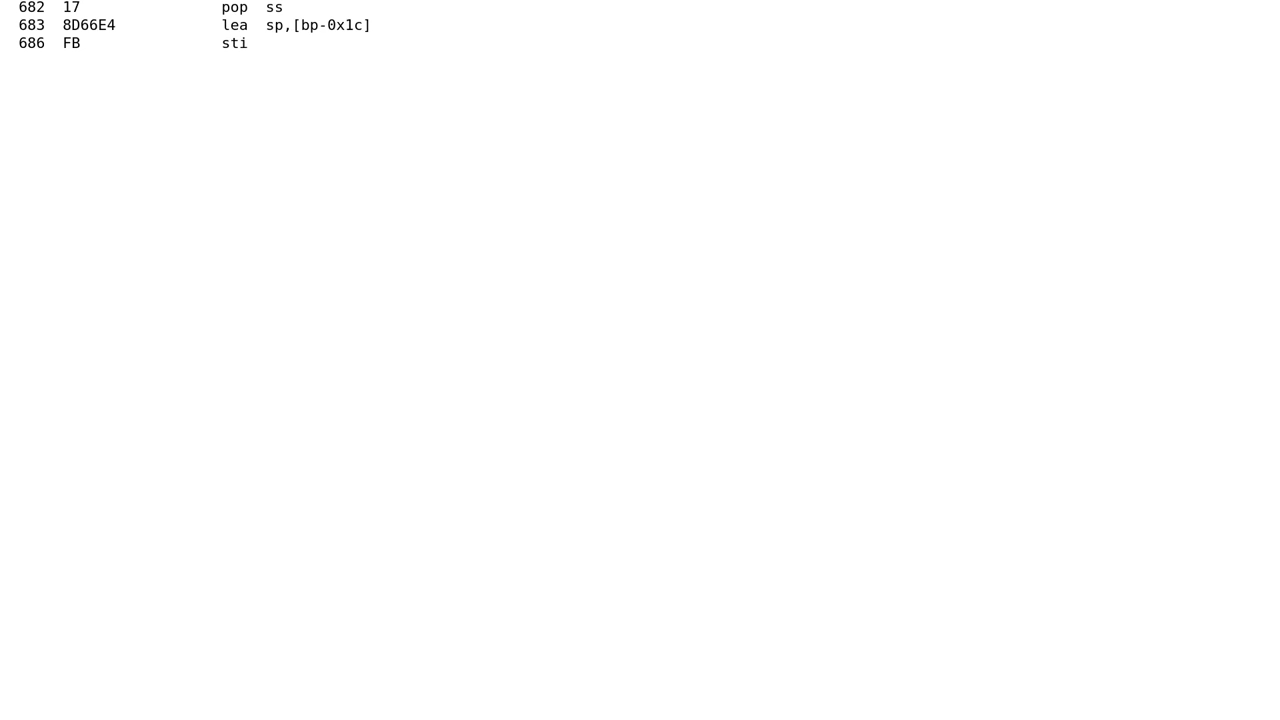 682  17                pop  ss
683  8D66E4            lea  sp,[bp-0x1c]
686  FB                sti